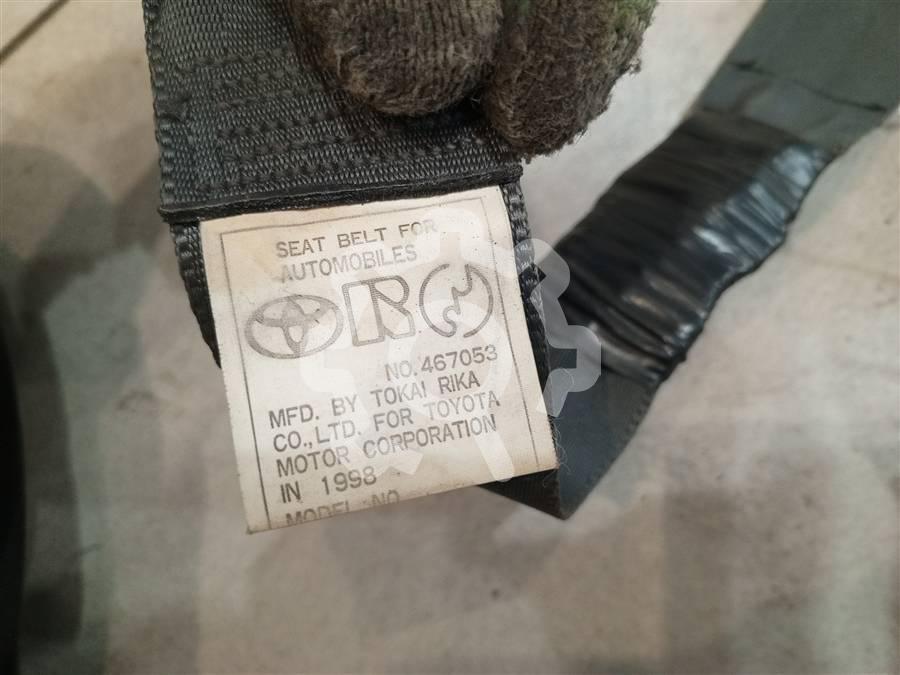 SEAT BELT FOR
AUTOMOBILES
NO.467053
MFD. BY TOKAI RIKA
CO.,LTD. FOR TOYOTA
MOTOR CORPORATION
IN 1998
MODEL NO